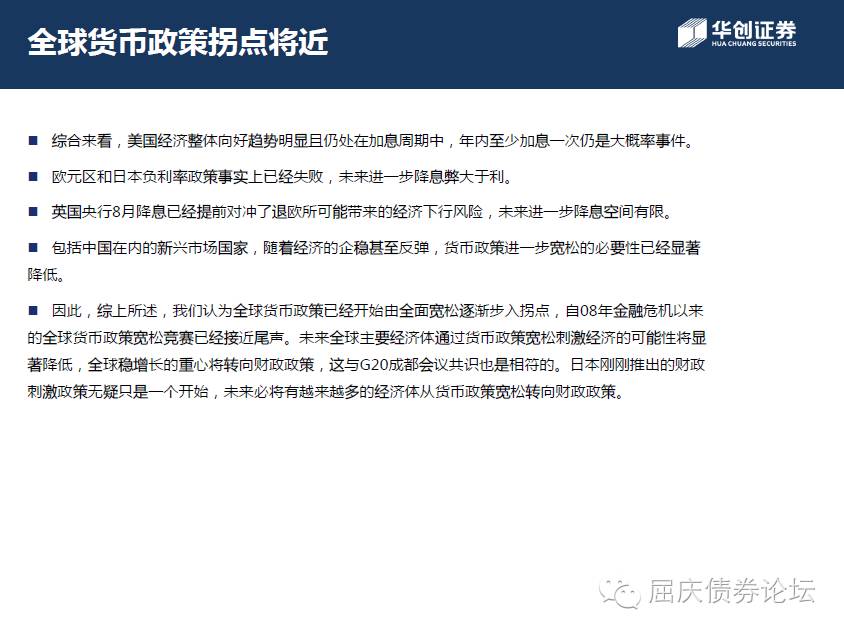 全球货币政策拐点将近
华创证券
HUA CHUANG SECURITIES
■ 综合来看，美国经济整体向好趋势明显且仍处在加息周期中，年内至少加息一次仍是大概率事件。
■ 欧元区和日本负利率政策事实上已经失败，未来进一步降息弊大于利。
■ 英国央行8月降息已经提前对冲了退欧所可能带来的经济下行风险，未来进一步降息空间有限。
■ 包括中国在内的新兴市场国家，随着经济的企稳甚至反弹，货币政策进一步宽松的必要性已经显著
降低。
■ 因此，综上所述，我们认为全球货币政策已经开始由全面宽松逐渐步入拐点，自08年金融危机以来
的全球货币政策宽松竞赛已经接近尾声。未来全球主要经济体通过货币政策宽松刺激经济的可能性将显
著降低，全球稳增长的重心将转向财政政策，这与G20成都会议共识也是相符的。日本刚刚推出的财政
刺激政策无疑只是一个开始，未来必将有越来越多的经济体从货币政策宽松转向财政政策。
屈庆债券论坛